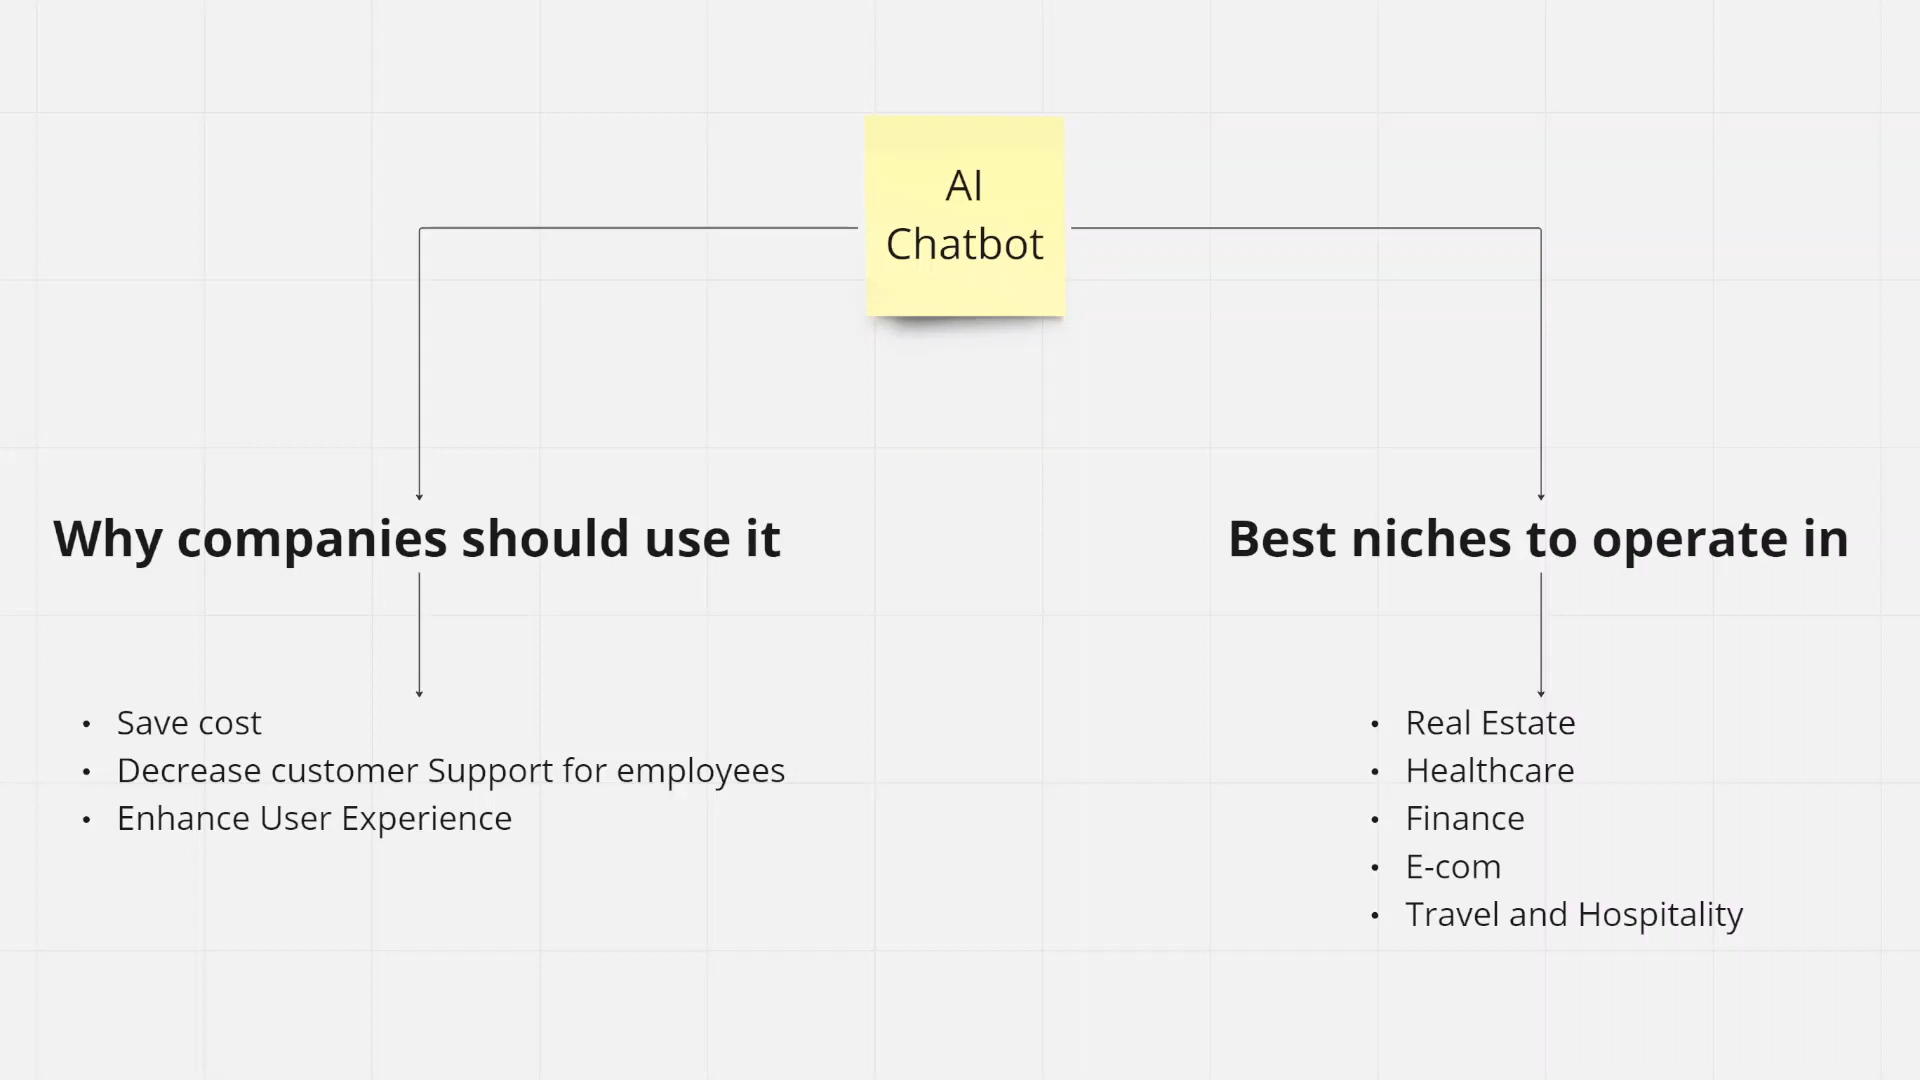 AI
Chatbot
Why companies should use it
• Save cost
• Decrease customer Support for employees
• Enhance User Experience
Best niches to operate in
• Real Estate
• Healthcare
• Finance
• E-com
• Travel and Hospitality